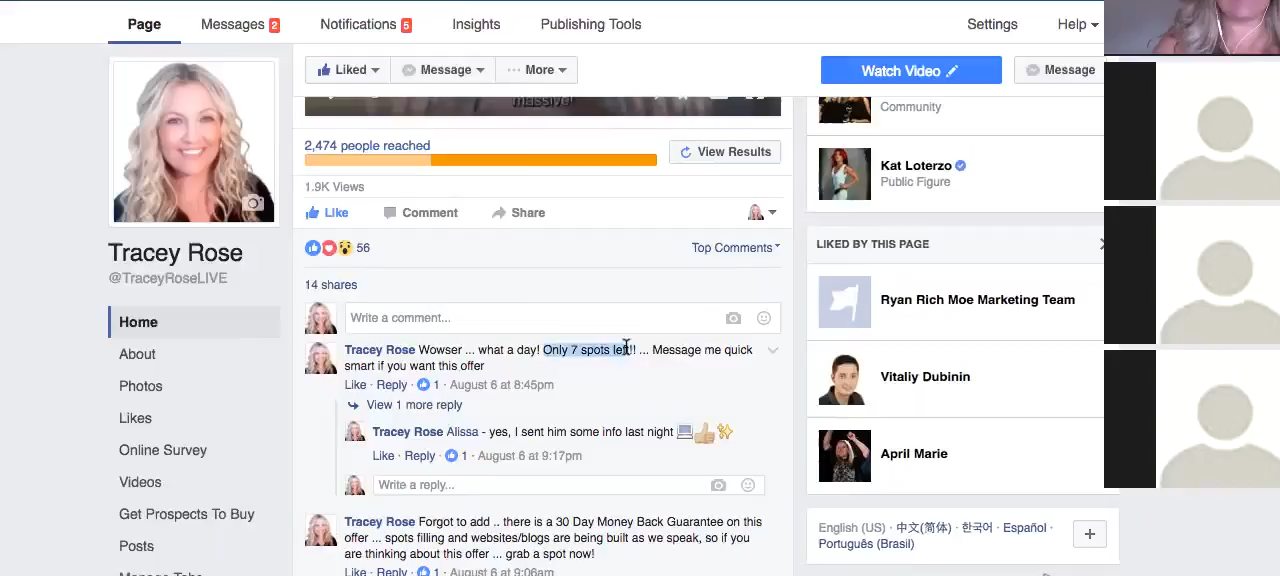 Page Messages 2 Notifications 5 Insights Publishing Tools Settings Help
Liked Message More Watch Video Message
massive!
2,474 people reached
View Results
1.9K Views
Like Comment Share
56 Top Comments
14 shares
Write a comment...
Tracey Rose Wowser ... what a day! Only 7 spots left!! ... Message me quick
smart if you want this offer
Like · Reply · 1 · August 6 at 8:45pm
View 1 more reply
Tracey Rose Alissa - yes, I sent him some info last night
Like · Reply · 1 · August 6 at 9:17pm
Write a reply...
Tracey Rose Forgot to add .. there is a 30 Day Money Back Guarantee on this
offer ... spots filling and websites/blogs are being built as we speak, so if you
are thinking about this offer ... grab a spot now!
Like · Reply · 1 · August 6 at 9:06am
Tracey Rose
@TraceyRoseLIVE
Home
About
Photos
Likes
Online Survey
Videos
Get Prospects To Buy
Posts
Manage Tabs
Community
Kat Loterzo
Public Figure
LIKED BY THIS PAGE
Ryan Rich Moe Marketing Team
Vitaliy Dubinin
April Marie
English (US) · 中文(简体) · 한국어 · Español ·
Português (Brasil)